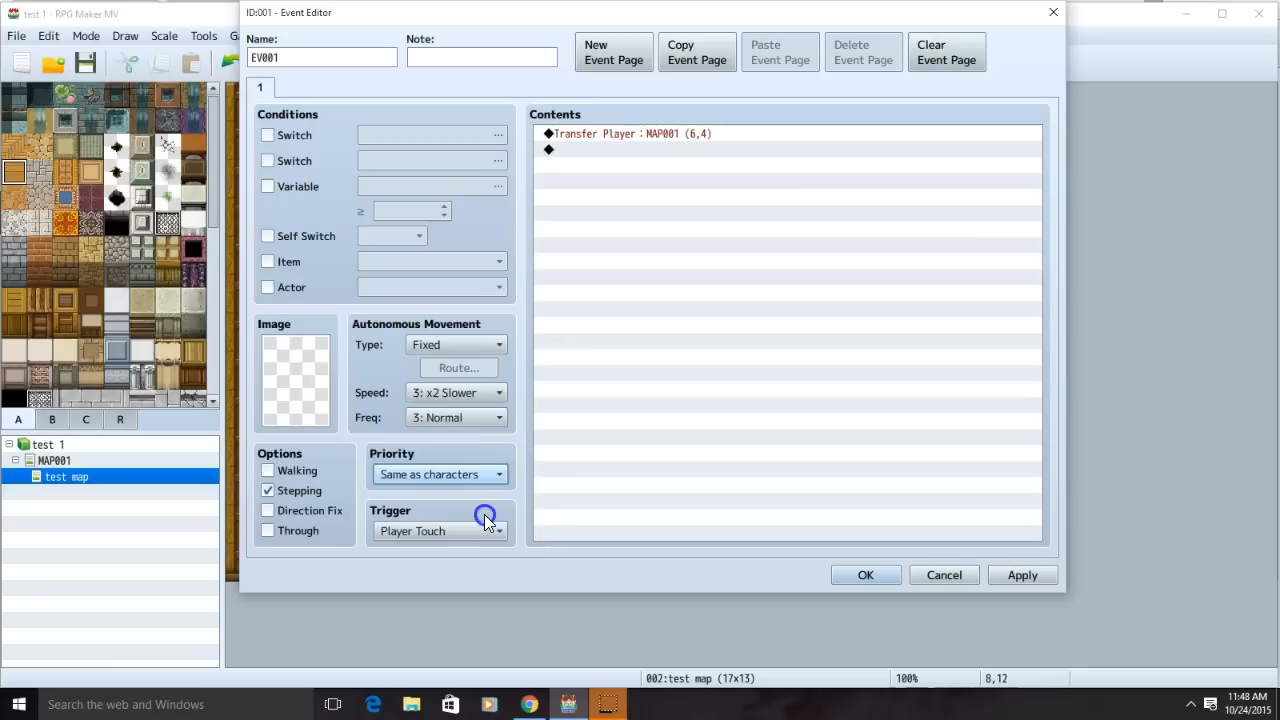 test 1 - RPG Maker MV
File Edit Mode Draw Scale Tools G
A B C R
test 1
MAP001
test map
ID:001 - Event Editor
Name:
EV001
Note:
New
Event Page
Copy
Event Page
Paste
Event Page
Delete
Event Page
Clear
Event Page
1
Conditions
Switch ...
Switch ...
Variable ...
≥
Self Switch
Item
Actor
Image
Autonomous Movement
Type: Fixed
Route...
Speed: 3: x2 Slower
Freq: 3: Normal
Options
Walking
Stepping
Direction Fix
Through
Priority
Same as characters
Trigger
Player Touch
Contents
◆Transfer Player：MAP001 (6,4)
◆
OK Cancel Apply
002:test map (17x13) 100% 8,12
Search the web and Windows
11:48 AM
10/24/2015